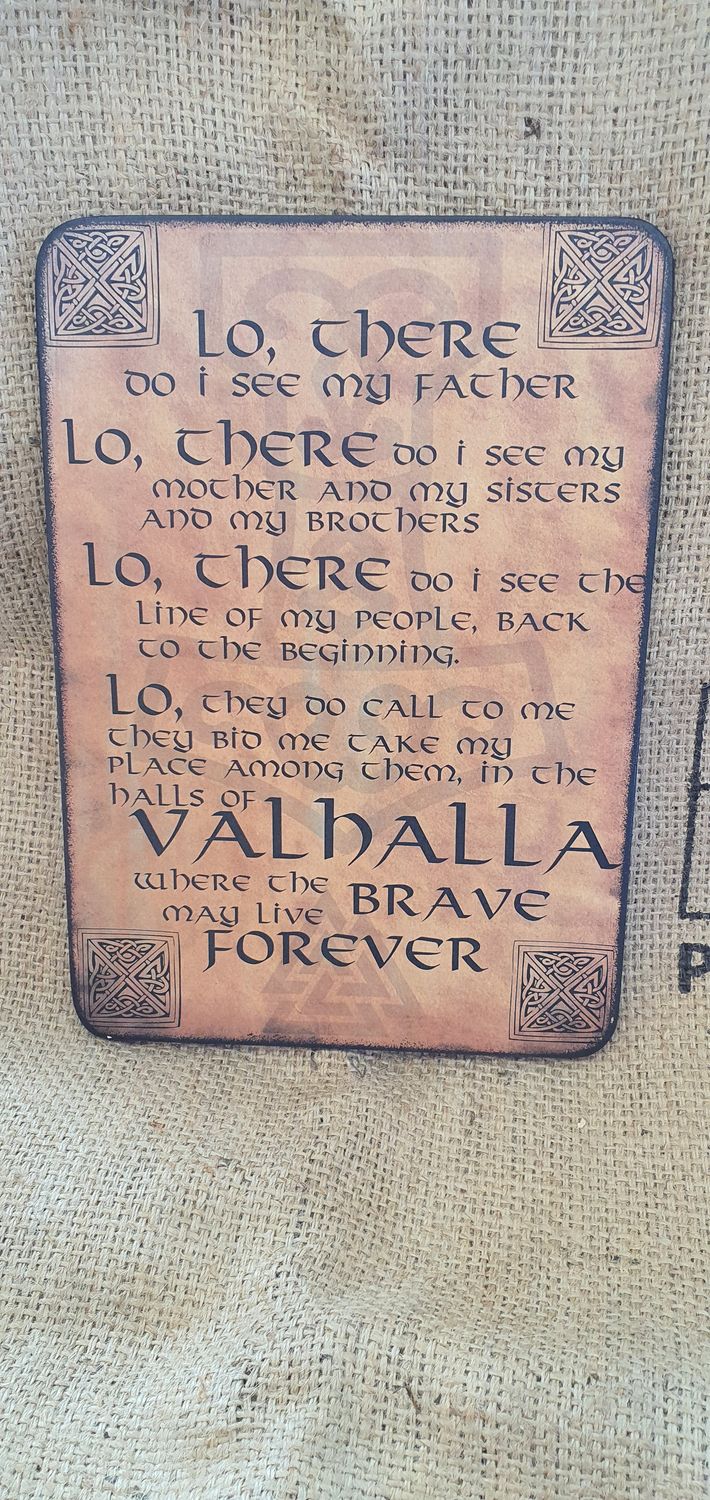 Lo, There
do i see my father
Lo, There do i see my
mother and my sisters
and my brothers
Lo, There do i see the
line of my people, back
to the beginning.
Lo, they do call to me
they bid me take my
place among them, in the
halls of
VALhALLA
where the BRAVE
may live
FOREVER